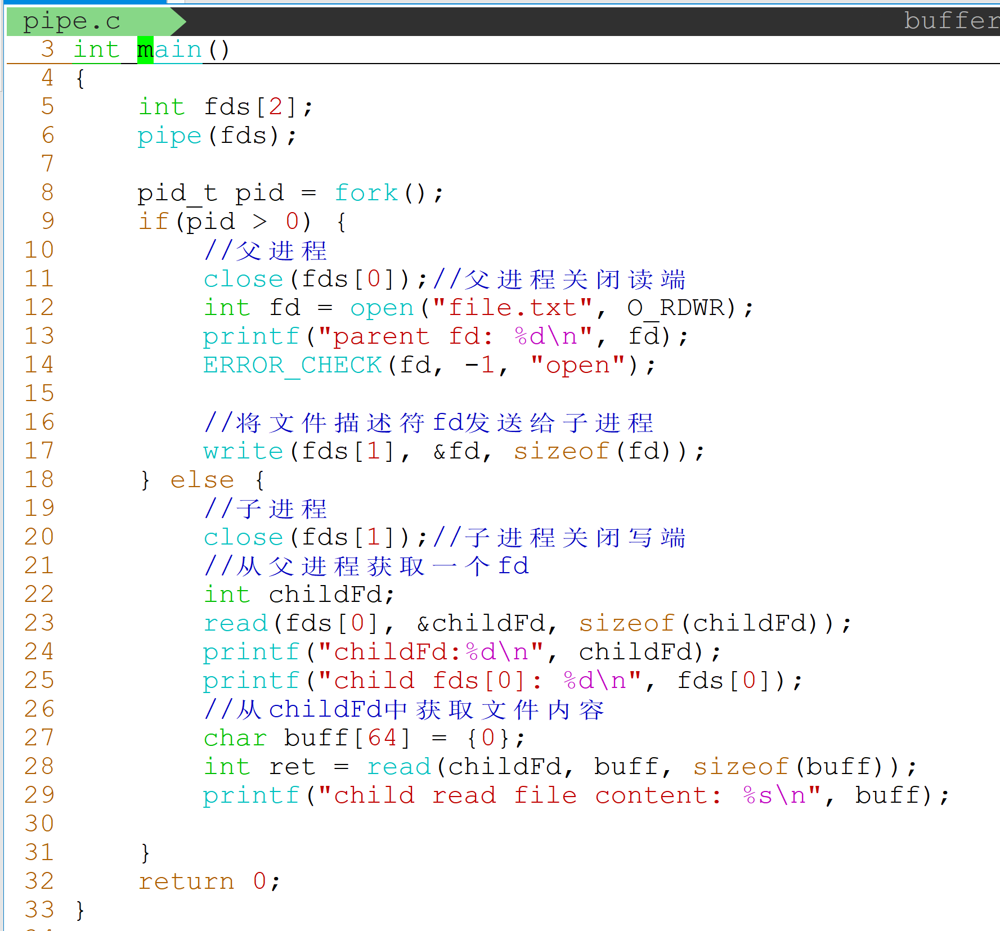 pipe.c buffer
3 int main()
4 {
5 int fds[2];
6 pipe(fds);
7
8 pid_t pid = fork();
9 if(pid > 0) {
10 //父进程
11 close(fds[0]);//父进程关闭读端
12 int fd = open("file.txt", O_RDWR);
13 printf("parent fd: %d\n", fd);
14 ERROR_CHECK(fd, -1, "open");
15
16 //将文件描述符fd发送给子进程
17 write(fds[1], &fd, sizeof(fd));
18 } else {
19 //子进程
20 close(fds[1]);//子进程关闭写端
21 //从父进程获取一个fd
22 int childFd;
23 read(fds[0], &childFd, sizeof(childFd));
24 printf("childFd:%d\n", childFd);
25 printf("child fds[0]: %d\n", fds[0]);
26 //从childFd中获取文件内容
27 char buff[64] = {0};
28 int ret = read(childFd, buff, sizeof(buff));
29 printf("child read file content: %s\n", buff);
30
31 }
32 return 0;
33 }